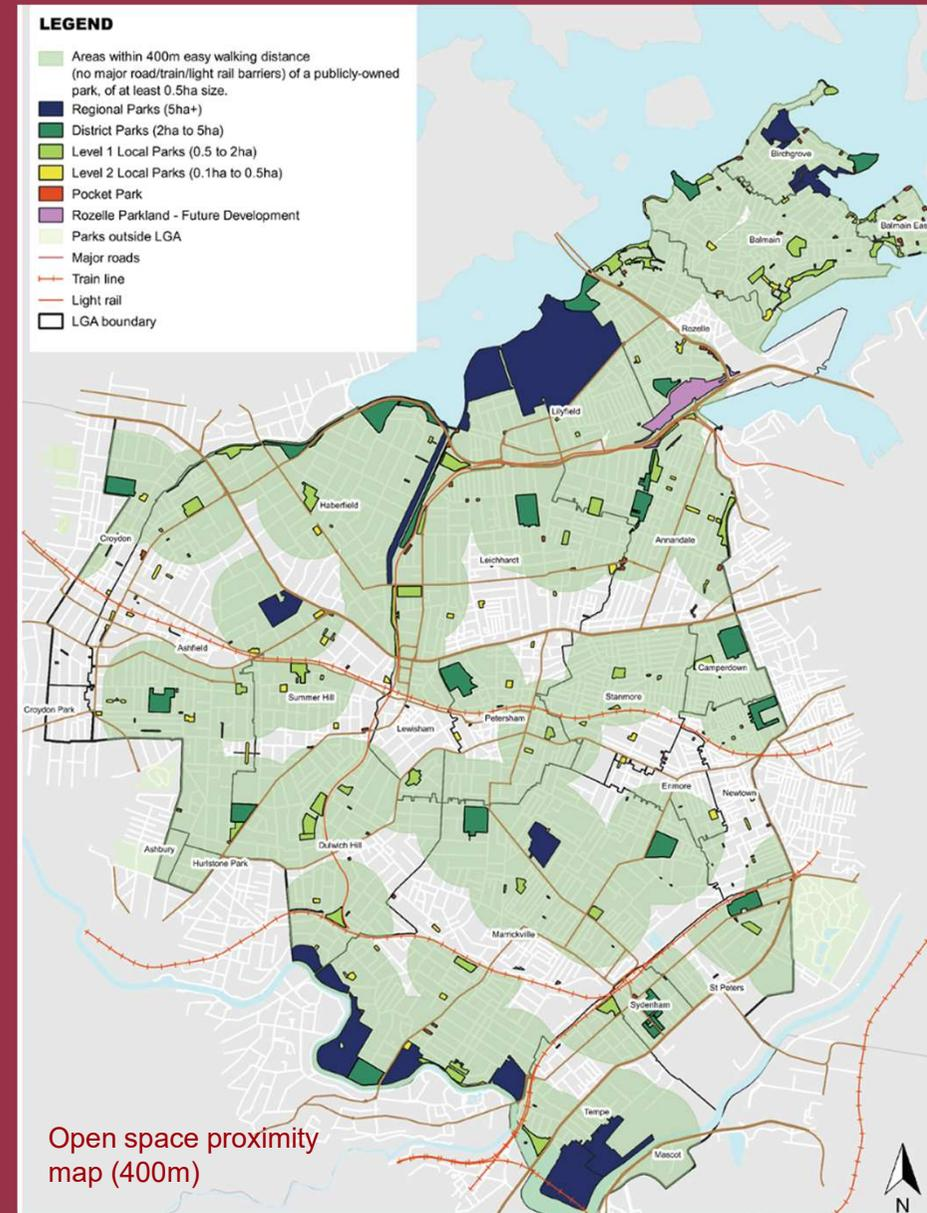 LEGEND
Areas within 400m easy walking distance
(no major road/train/light rail barriers) of a publicly-owned
park, of at least 0.5ha size.
Regional Parks (5ha+)
District Parks (2ha to 5ha)
Level 1 Local Parks (0.5 to 2ha)
Level 2 Local Parks (0.1ha to 0.5ha)
Pocket Park
Rozelle Parkland - Future Development
Parks outside LGA
Major roads
Train line
Light rail
LGA boundary
Birchgrove
Balmain Eas
Balmain
Rozelle
Lilyfield
Haberfield
Croydon
Annandale
Leichhardt
Ashfield
Camperdown
Summer Hill
Stanmore
Croydon Park
Petersham
Lewisham
Enmore
Newtown
Dulwich Hill
Ashbury
Hurlstone Park
Marrickville
St Peters
Sydenham
Tempe
Mascot
Open space proximity
map (400m)
N